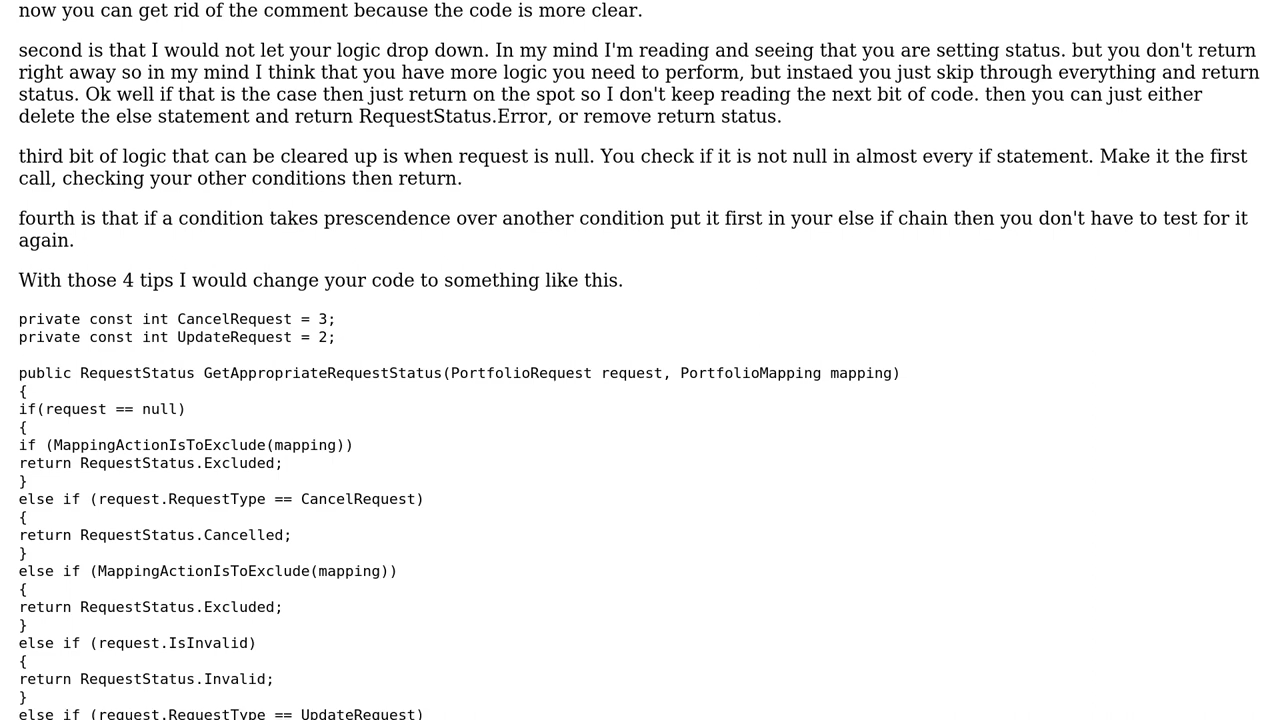 now you can get rid of the comment because the code is more clear.
second is that I would not let your logic drop down. In my mind I'm reading and seeing that you are setting status. but you don't return
right away so in my mind I think that you have more logic you need to perform, but instaed you just skip through everything and return
status. Ok well if that is the case then just return on the spot so I don't keep reading the next bit of code. then you can just either
delete the else statement and return RequestStatus.Error, or remove return status.
third bit of logic that can be cleared up is when request is null. You check if it is not null in almost every if statement. Make it the first
call, checking your other conditions then return.
fourth is that if a condition takes prescendence over another condition put it first in your else if chain then you don't have to test for it
again.
With those 4 tips I would change your code to something like this.
private const int CancelRequest = 3;
private const int UpdateRequest = 2;
public RequestStatus GetAppropriateRequestStatus(PortfolioRequest request, PortfolioMapping mapping)
{
if(request == null)
{
if (MappingActionIsToExclude(mapping))
return RequestStatus.Excluded;
}
else if (request.RequestType == CancelRequest)
{
return RequestStatus.Cancelled;
}
else if (MappingActionIsToExclude(mapping))
{
return RequestStatus.Excluded;
}
else if (request.IsInvalid)
{
return RequestStatus.Invalid;
}
else if (request.RequestType == UpdateRequest)